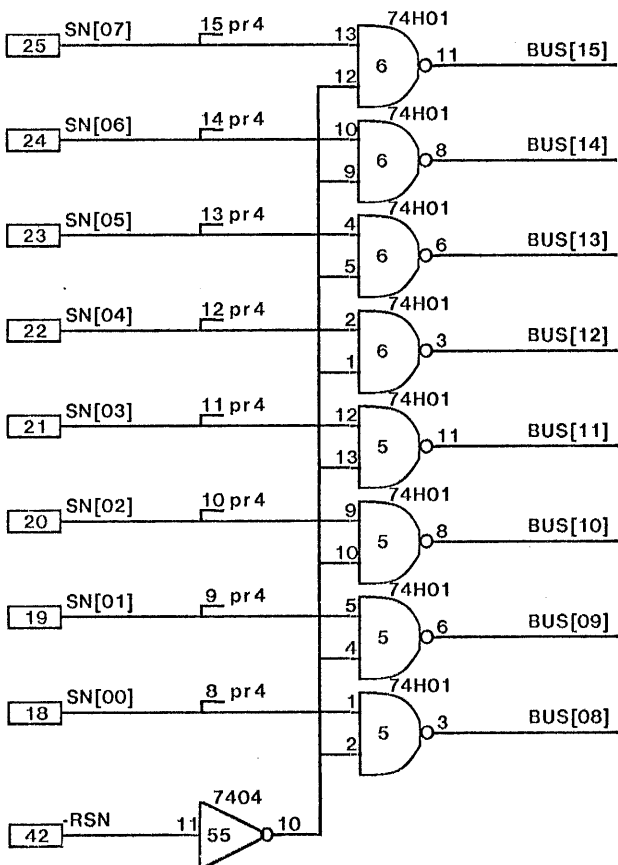 74H01
SN[07] 15 pr4 13 BUS[15]
25 6 11
12
74H01
SN[06] 14 pr4 10 BUS[14]
24 6 8
9
74H01
SN[05] 13 pr4 4 BUS[13]
23 6 6
5
74H01
SN[04] 12 pr4 2 BUS[12]
22 6 3
1
74H01
SN[03] 11 pr4 12 BUS[11]
21 5 11
13
74H01
SN[02] 10 pr4 9 BUS[10]
20 5 8
10
74H01
SN[01] 9 pr4 5 BUS[09]
19 5 6
4
74H01
SN[00] 8 pr4 1 BUS[08]
18 5 3
2
7404
-RSN 11 10
42 55